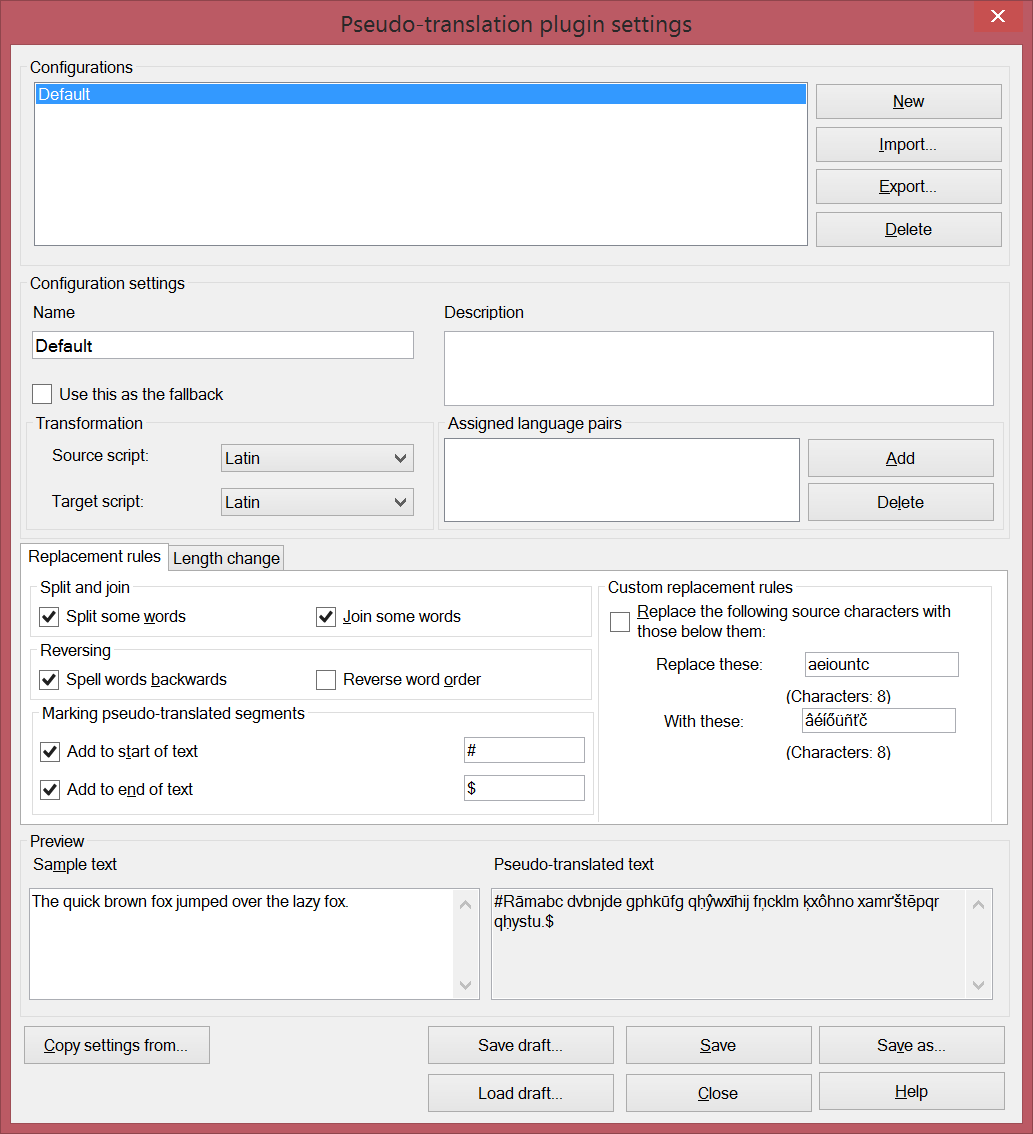 Pseudo-translation plugin settings
Configurations
Default
New
Import...
Export...
Delete
Configuration settings
Name
Description
Default
Use this as the fallback
Transformation
Assigned language pairs
Source script:
Latin
Add
Target script:
Latin
Delete
Replacement rules
Length change
Split and join
Custom replacement rules
Split some words
Join some words
Replace the following source characters with
those below them:
Reversing
Spell words backwards
Reverse word order
Replace these:
aeiountc
(Characters: 8)
Marking pseudo-translated segments
With these:
âéíőüñťč
(Characters: 8)
Add to start of text
#
Add to end of text
$
Preview
Sample text
Pseudo-translated text
The quick brown fox jumped over the lazy fox.
#Rāmabc dvbnjde gphkūfg qḥŷwxīhij fņcklm ķxôhno xamґštēpqr
qḥystu.$
Copy settings from...
Save draft...
Save
Save as...
Load draft...
Close
Help